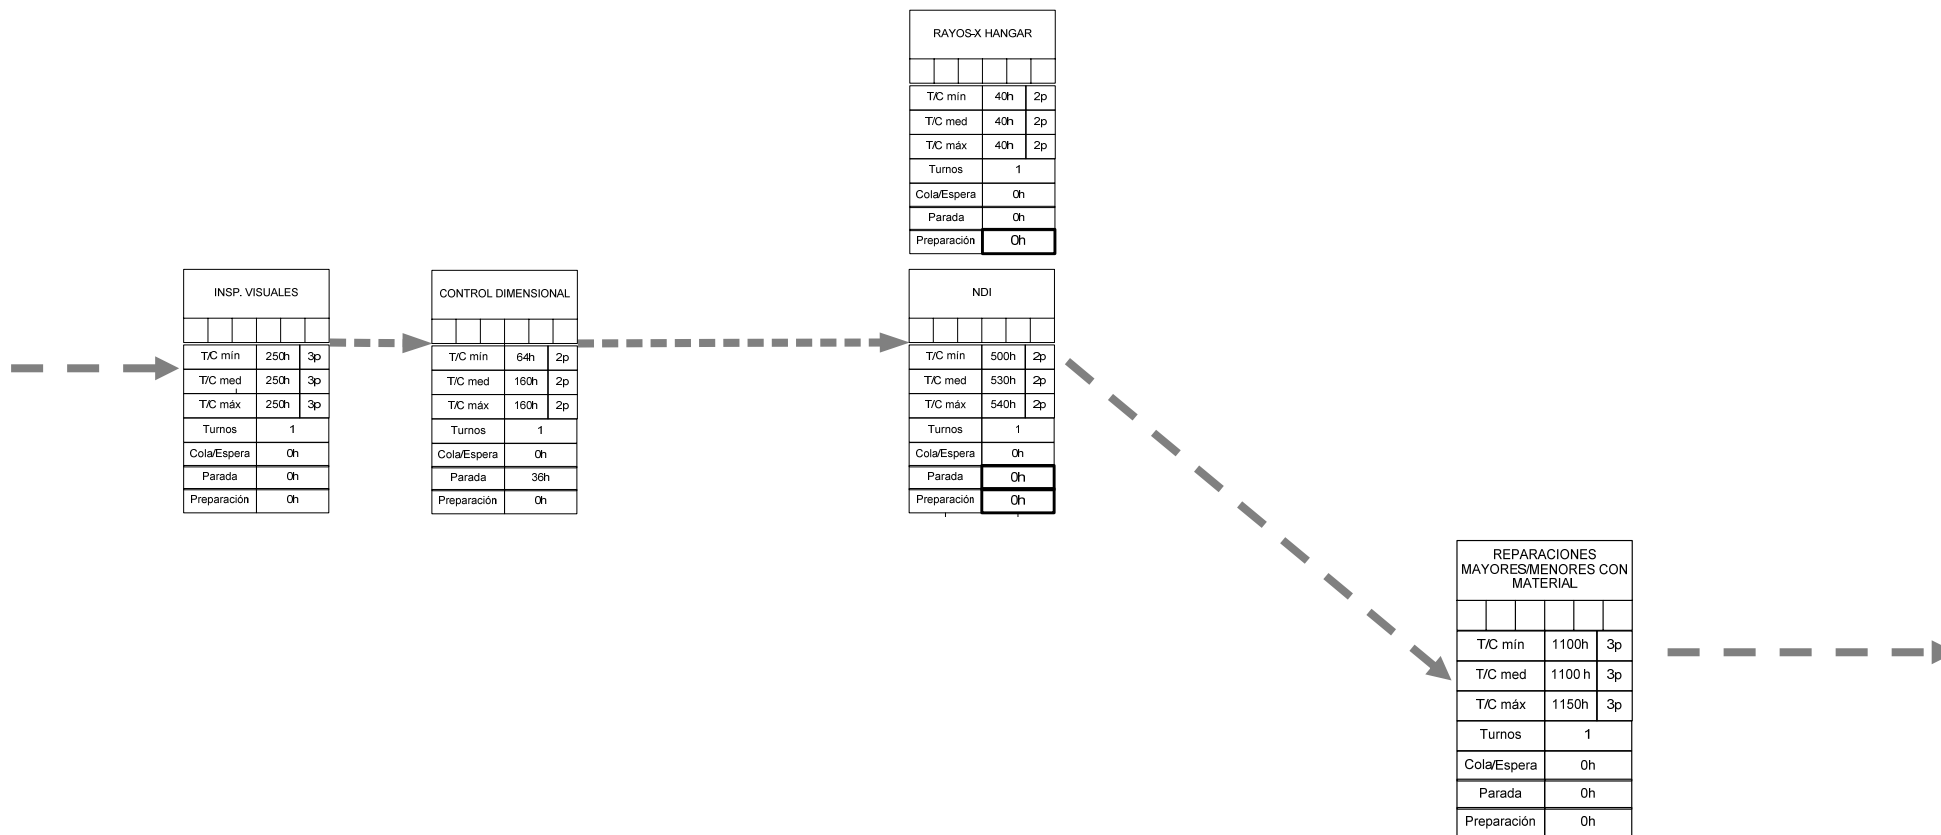 RAYOS-X HANGAR
T/C mín 40h 2p
T/C med 40h 2p
T/C máx 40h 2p
Turnos 1
Cola/Espera 0h
Parada 0h
Preparación 0h
INSP. VISUALES
T/C mín 250h 3p
T/C med 250h 3p
T/C máx 250h 3p
Turnos 1
Cola/Espera 0h
Parada 0h
Preparación 0h
CONTROL DIMENSIONAL
T/C mín 64h 2p
T/C med 160h 2p
T/C máx 160h 2p
Turnos 1
Cola/Espera 0h
Parada 36h
Preparación 0h
NDI
T/C mín 500h 2p
T/C med 530h 2p
T/C máx 540h 2p
Turnos 1
Cola/Espera 0h
Parada 0h
Preparación 0h
REPARACIONES
MAYORES/MENORES CON
MATERIAL
T/C mín 1100h 3p
T/C med 1100 h 3p
T/C máx 1150h 3p
Turnos 1
Cola/Espera 0h
Parada 0h
Preparación 0h